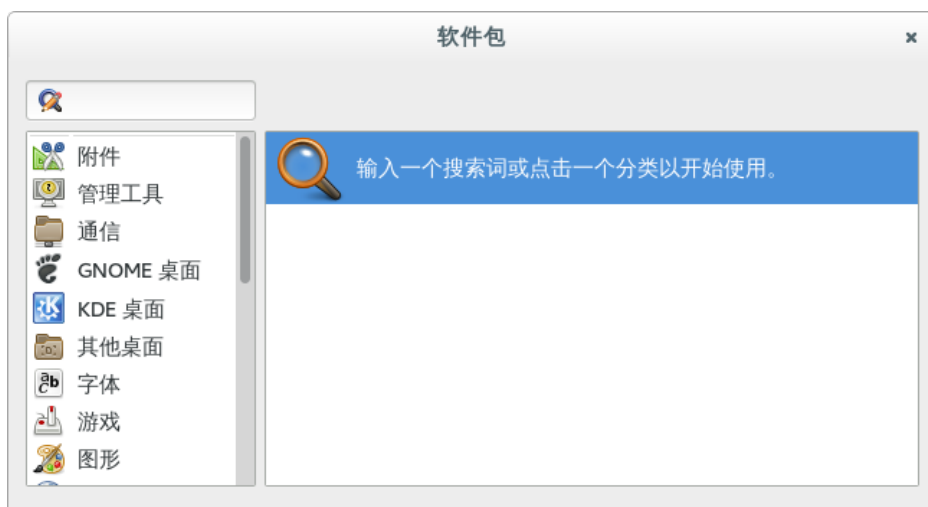 软件包
附件
管理工具
通信
GNOME 桌面
KDE 桌面
其他桌面
字体
游戏
图形
输入一个搜索词或点击一个分类以开始使用。